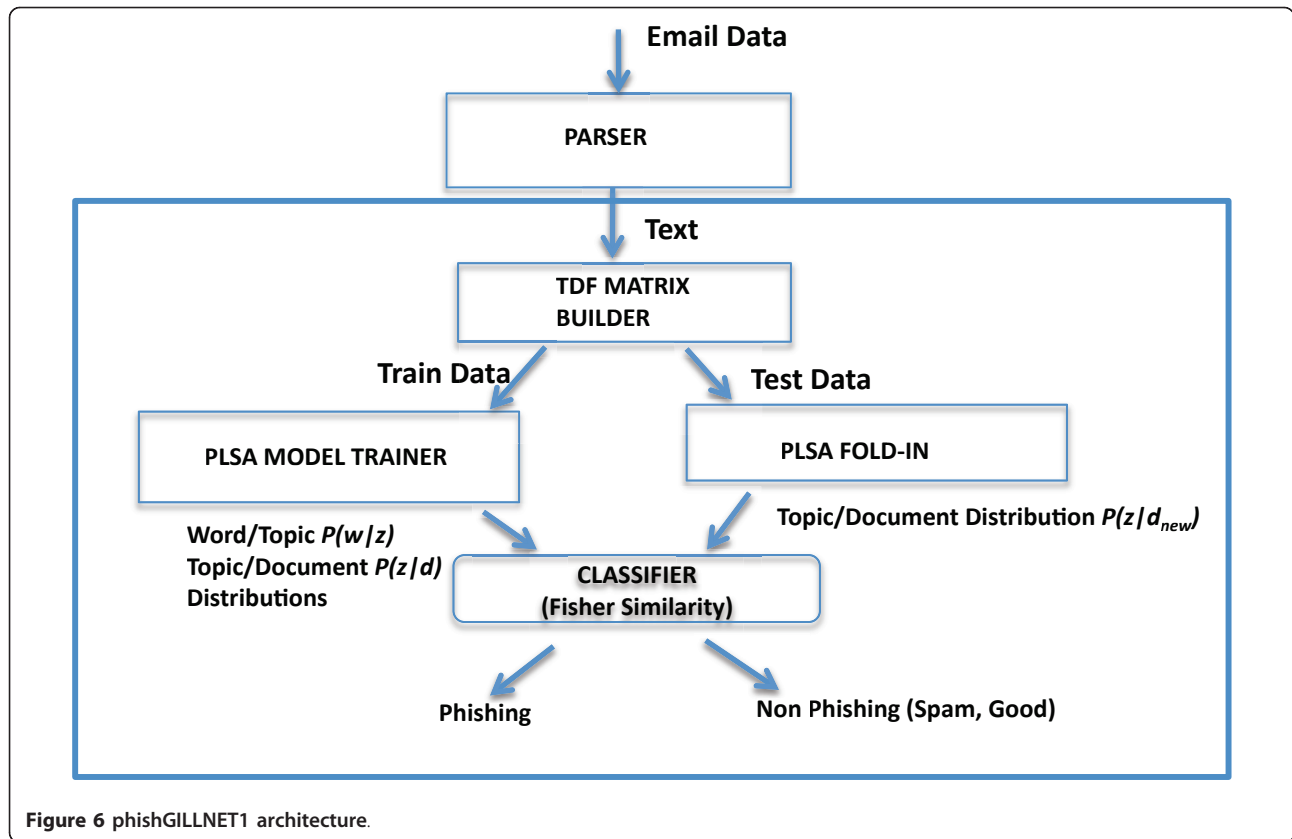 Email Data
PARSER
Text
TDF MATRIX
BUILDER
Train Data
Test Data
PLSA MODEL TRAINER
PLSA FOLD-IN
Word/Topic P(w|z)
Topic/Document P(z|d)
Distributions
Topic/Document Distribution P(z|d_new)
CLASSIFIER
(Fisher Similarity)
Phishing
Non Phishing (Spam, Good)
Figure 6 phishGILLNET1 architecture.